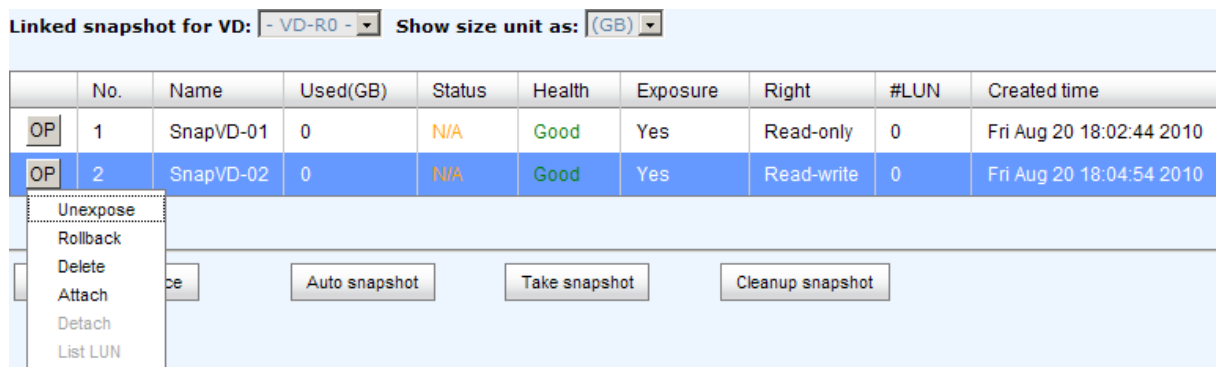 Linked snapshot for VD: - VD-R0 - Show size unit as: (GB)
No. Name Used(GB) Status Health Exposure Right #LUN Created time
OP 1 SnapVD-01 0 N/A Good Yes Read-only 0 Fri Aug 20 18:02:44 2010
OP 2 SnapVD-02 0 N/A Good Yes Read-write 0 Fri Aug 20 18:04:54 2010
Unexpose
Rollback
Delete
Attach
Detach
List LUN
Auto snapshot Take snapshot Cleanup snapshot